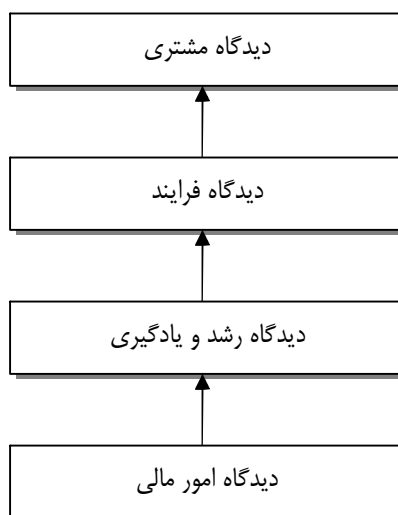 دیدگاه مشتری
دیدگاه فرایند
دیدگاه رشد و یادگیری
دیدگاه امور مالی